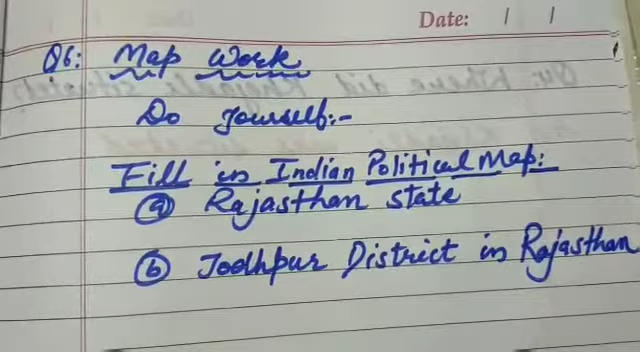 Date: / /
Q6: Map Work
Do yourself:-
Fill in Indian Political Map:
(a) Rajasthan state
(b) Jodhpur District in Rajasthan